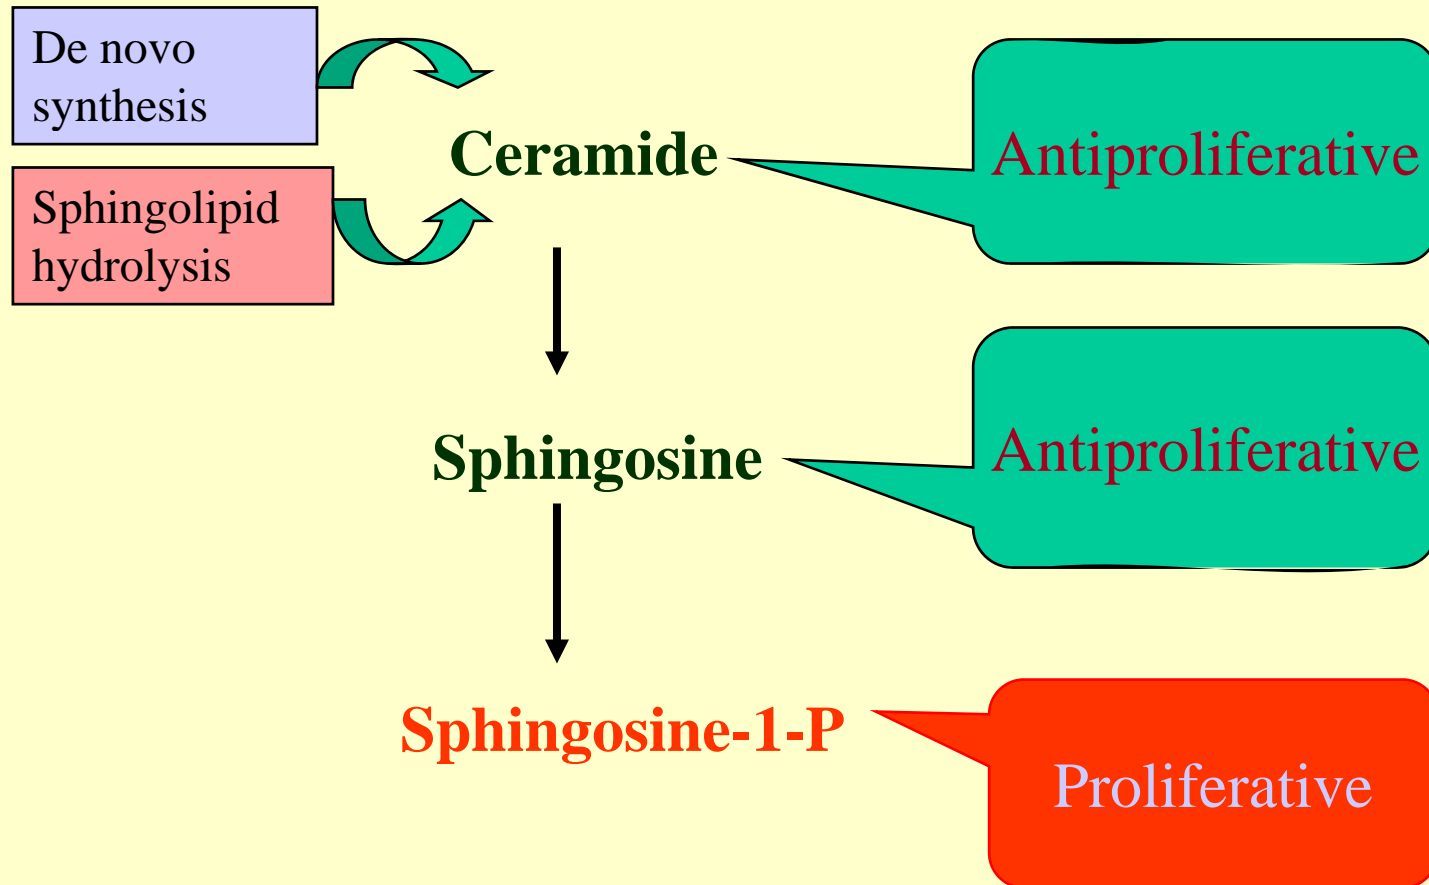 De novo
synthesis
Sphingolipid
hydrolysis
Ceramide
Antiproliferative
Sphingosine
Antiproliferative
Sphingosine-1-P
Proliferative